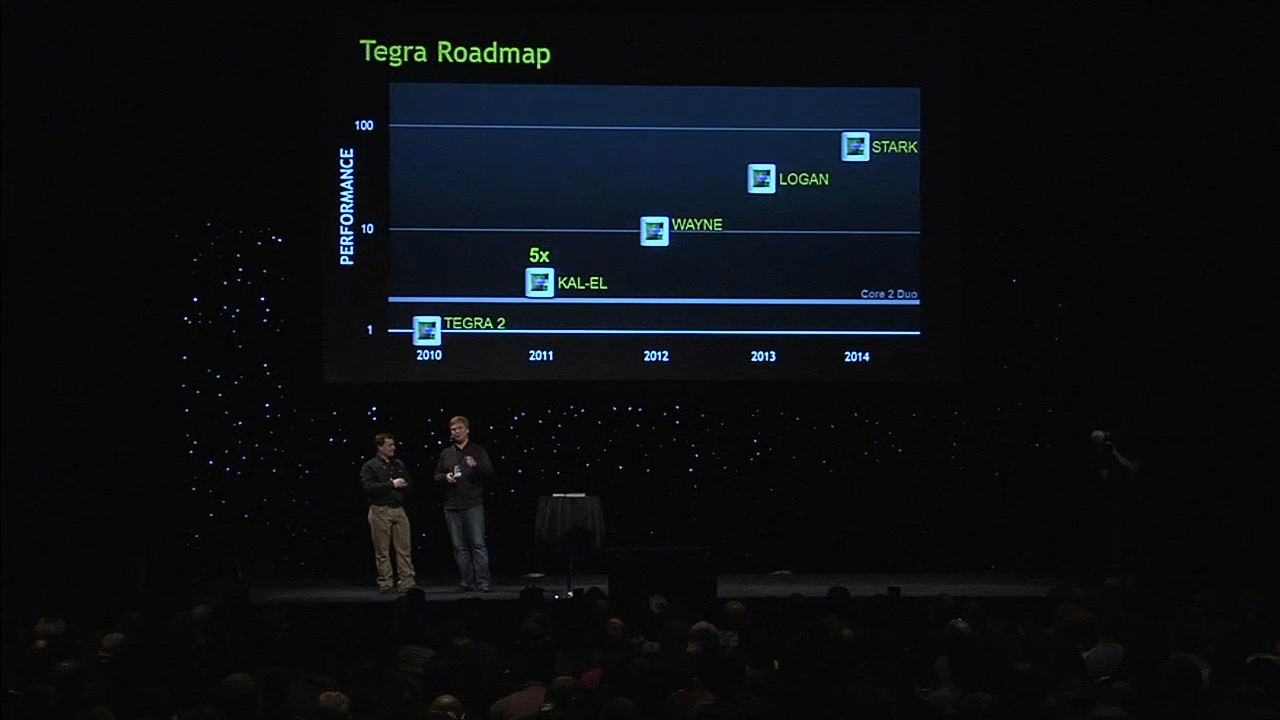 Tegra Roadmap
PERFORMANCE
100
STARK
LOGAN
10
WAYNE
5x
KAL-EL
Core 2 Duo
1
TEGRA 2
2010 2011 2012 2013 2014